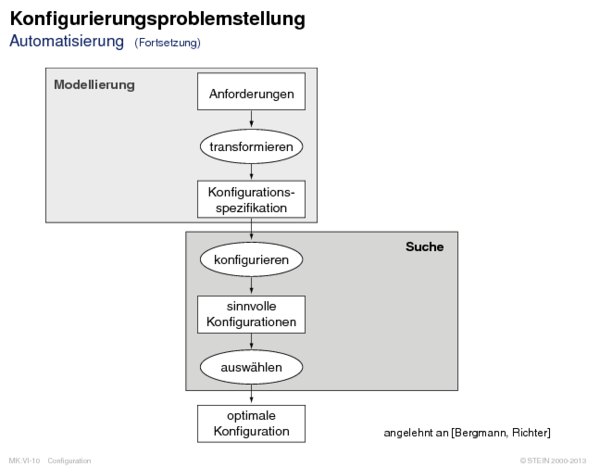 Konfigurierungsproblemstellung
Automatisierung (Fortsetzung)
Modellierung
Anforderungen
transformieren
Konfigurations-
spezifikation
Suche
konfigurieren
sinnvolle
Konfigurationen
auswählen
optimale
Konfiguration
angelehnt an [Bergmann, Richter]
MK:VI-10 Configuration
© STEIN 2000-2013